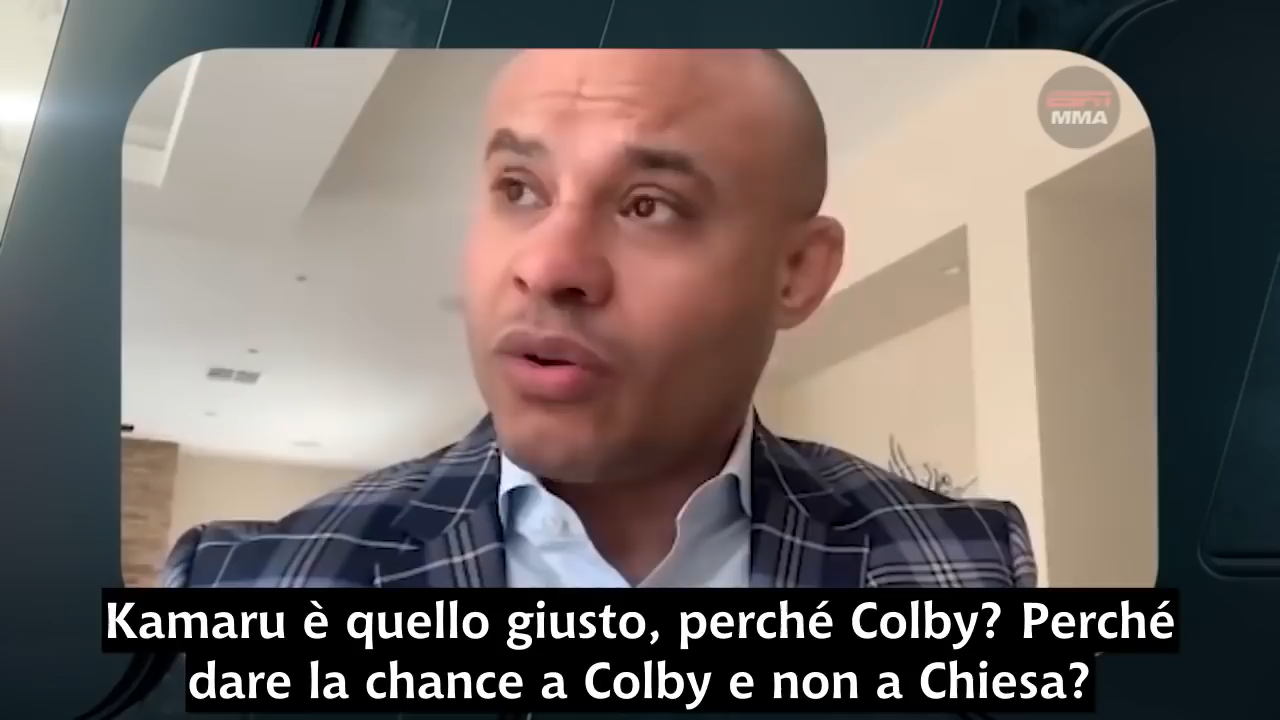 ESPn
MMA
Kamaru è quello giusto, perché Colby? Perché
dare la chance a Colby e non a Chiesa?